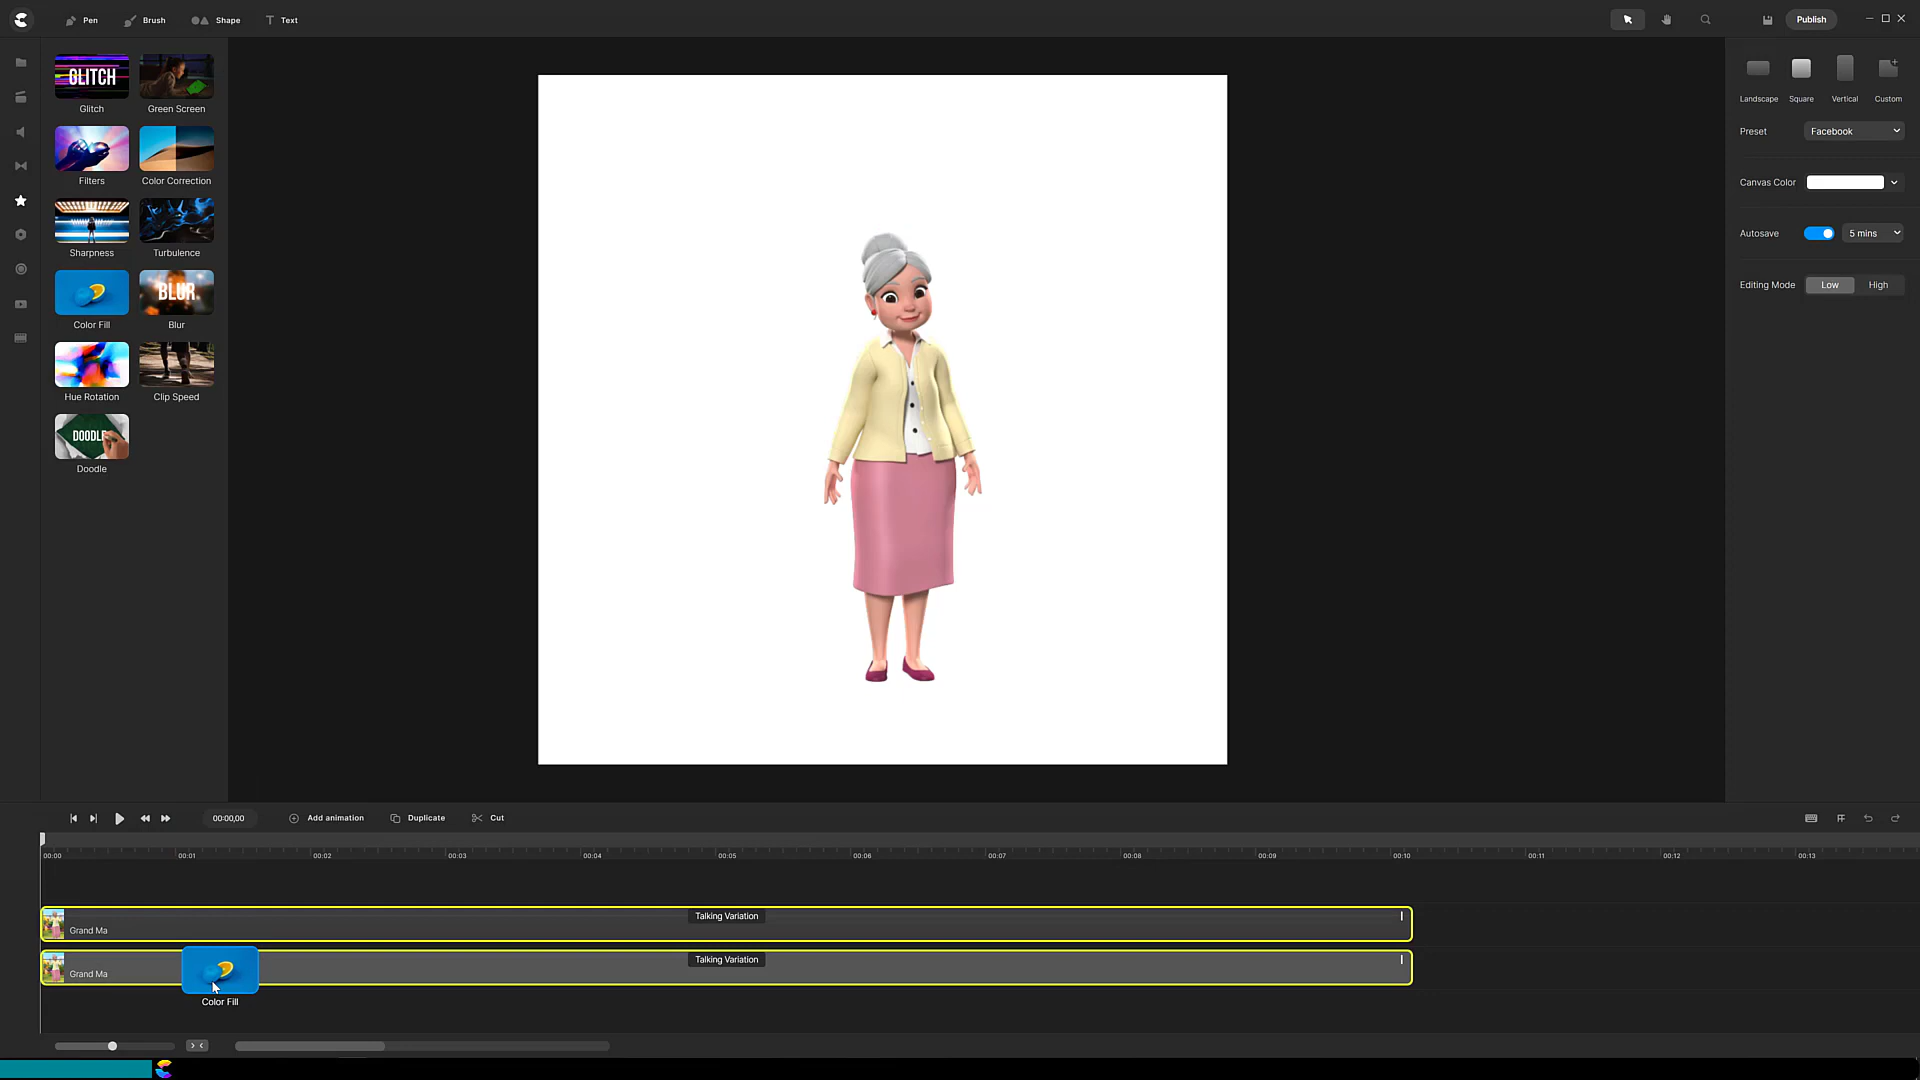 Pen
Brush
Shape
Text
Publish
GLITCH
Glitch
Green Screen
Filters
Color Correction
Sharpness
Turbulence
Color Fill
BLUR
Blur
Hue Rotation
Clip Speed
DOODLE
Doodle
Landscape
Square
Vertical
Custom
Preset
Facebook
Canvas Color
Autosave
5 mins
Editing Mode
Low
High
00:00,00
Add animation
Duplicate
Cut
00:00
00:01
00:02
00:03
00:04
00:05
00:06
00:07
00:08
00:09
00:10
00:11
00:12
00:13
Talking Variation
Grand Ma
Talking Variation
Grand Ma
Color Fill